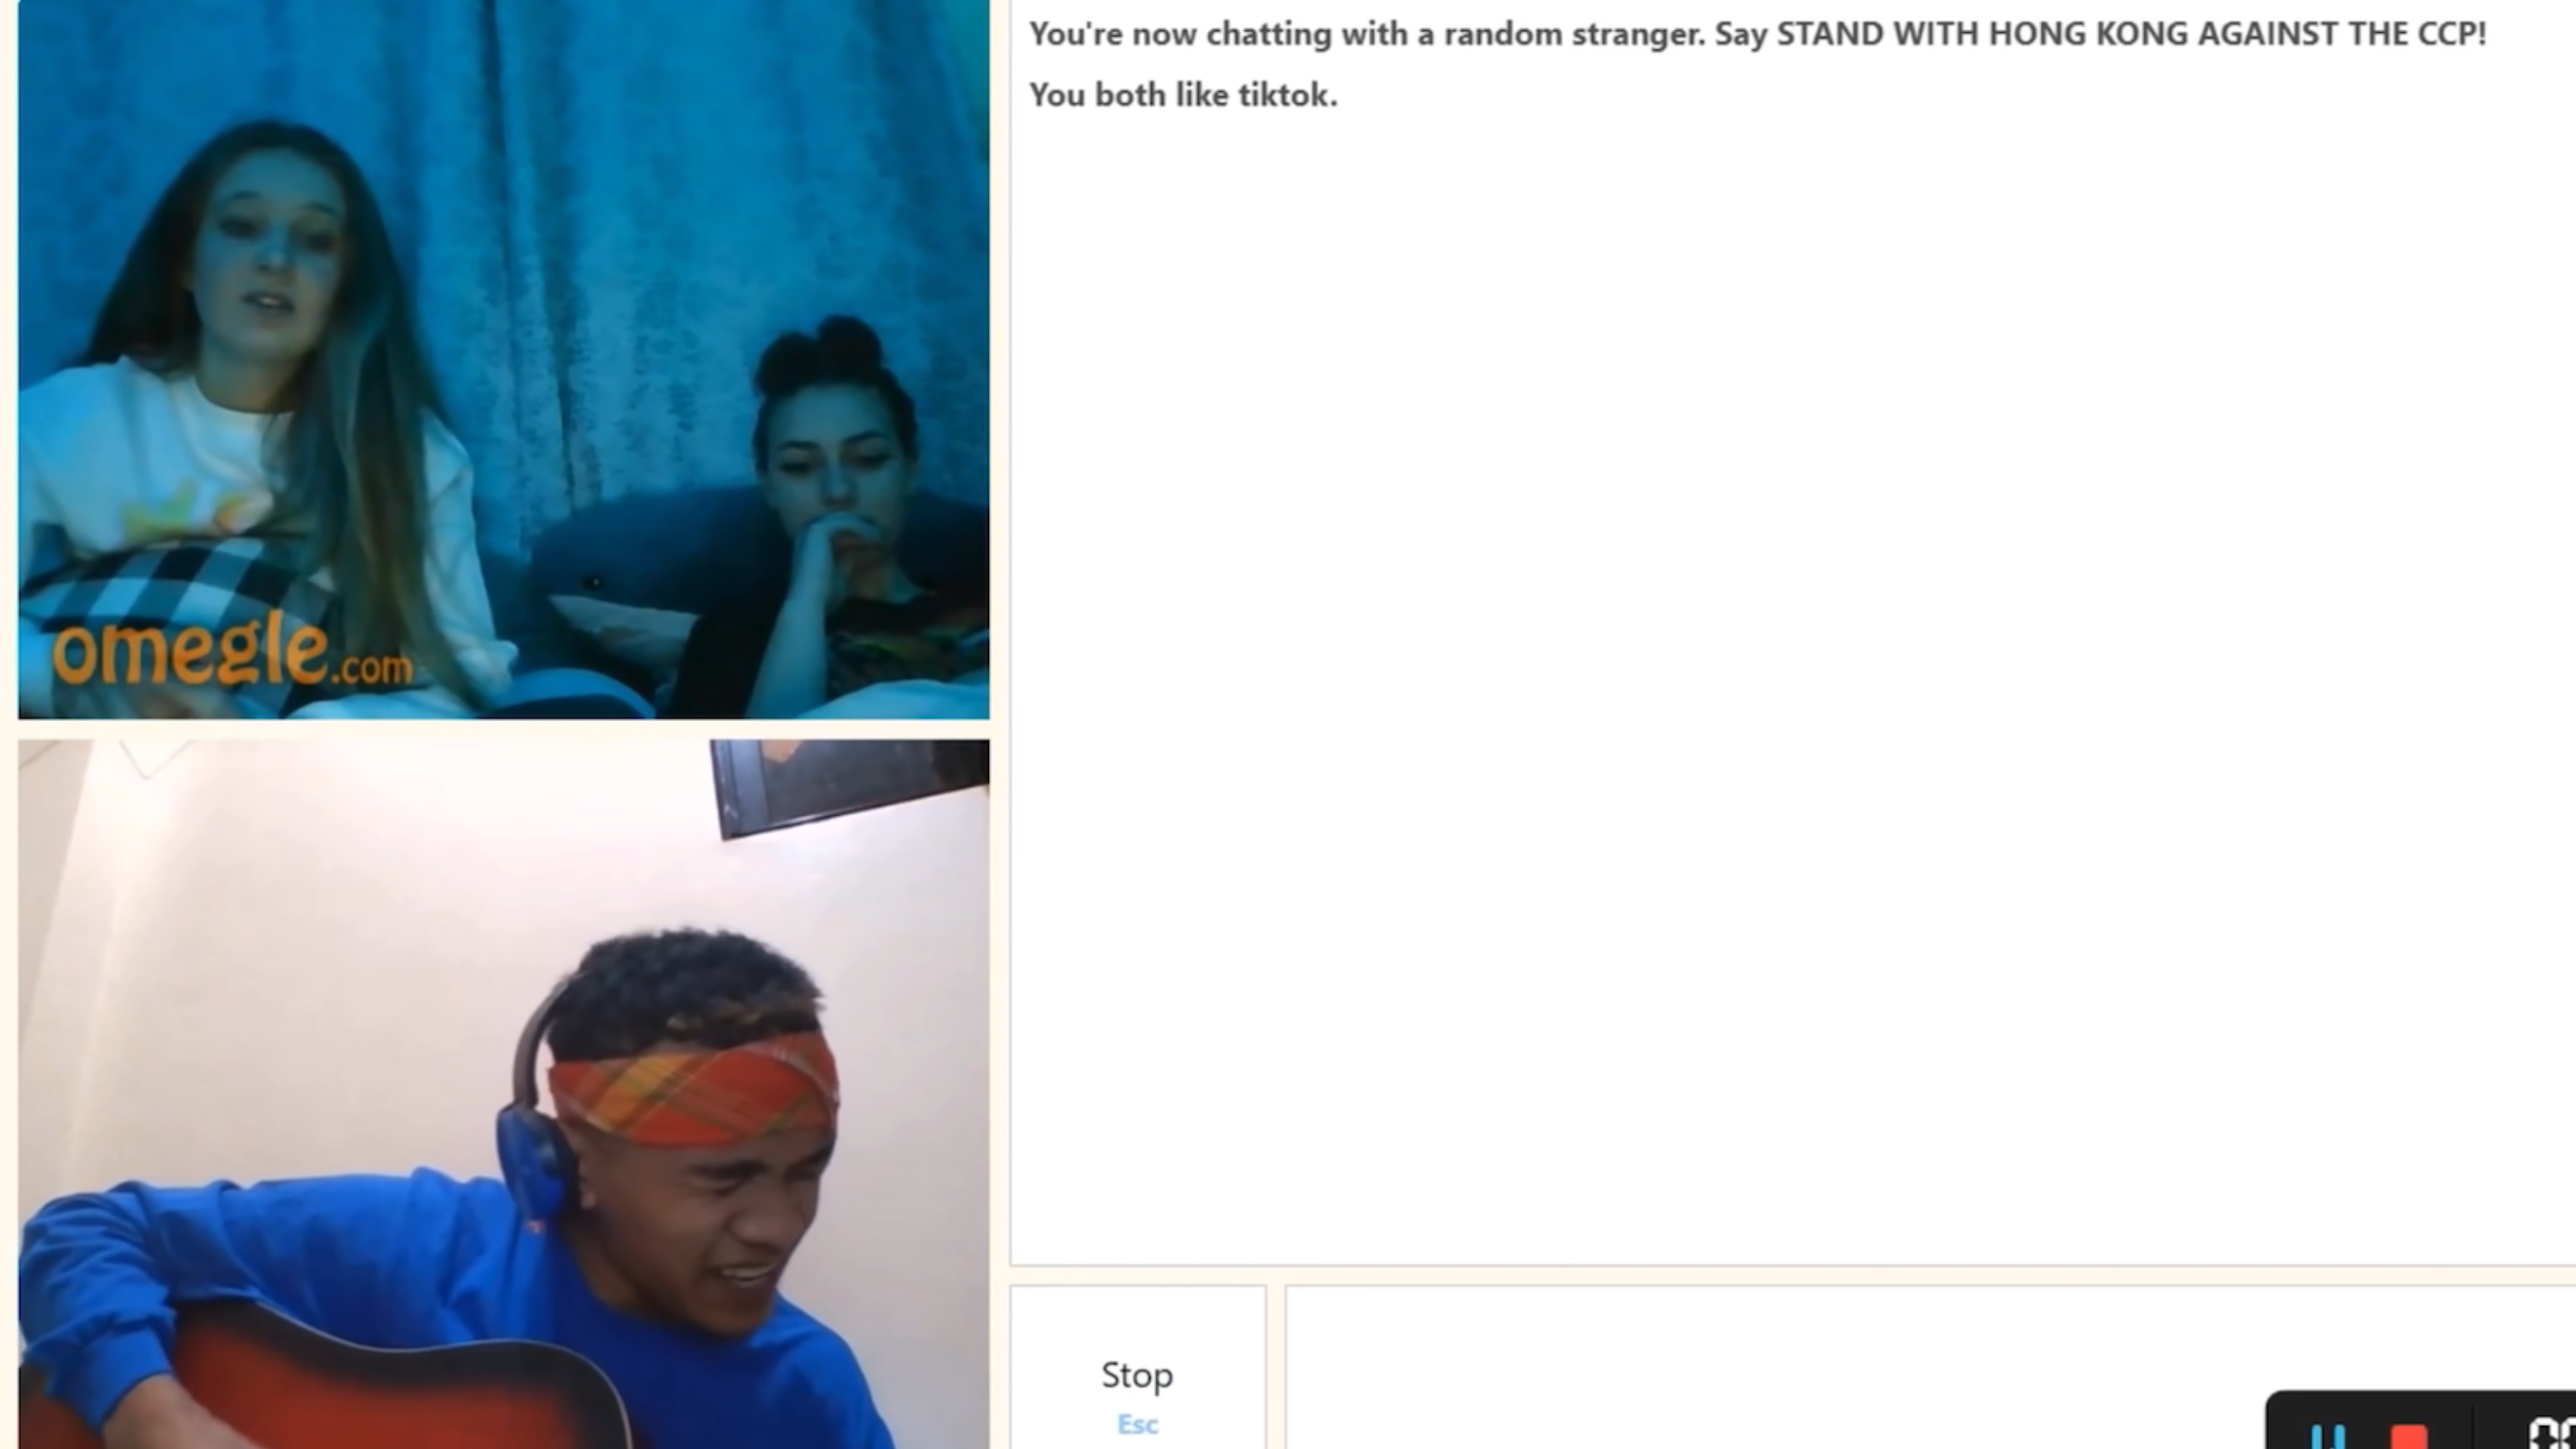 You're now chatting with a random stranger. Say STAND WITH HONG KONG AGAINST THE CCP!
You both like tiktok.
omegle.com
Stop
Esc